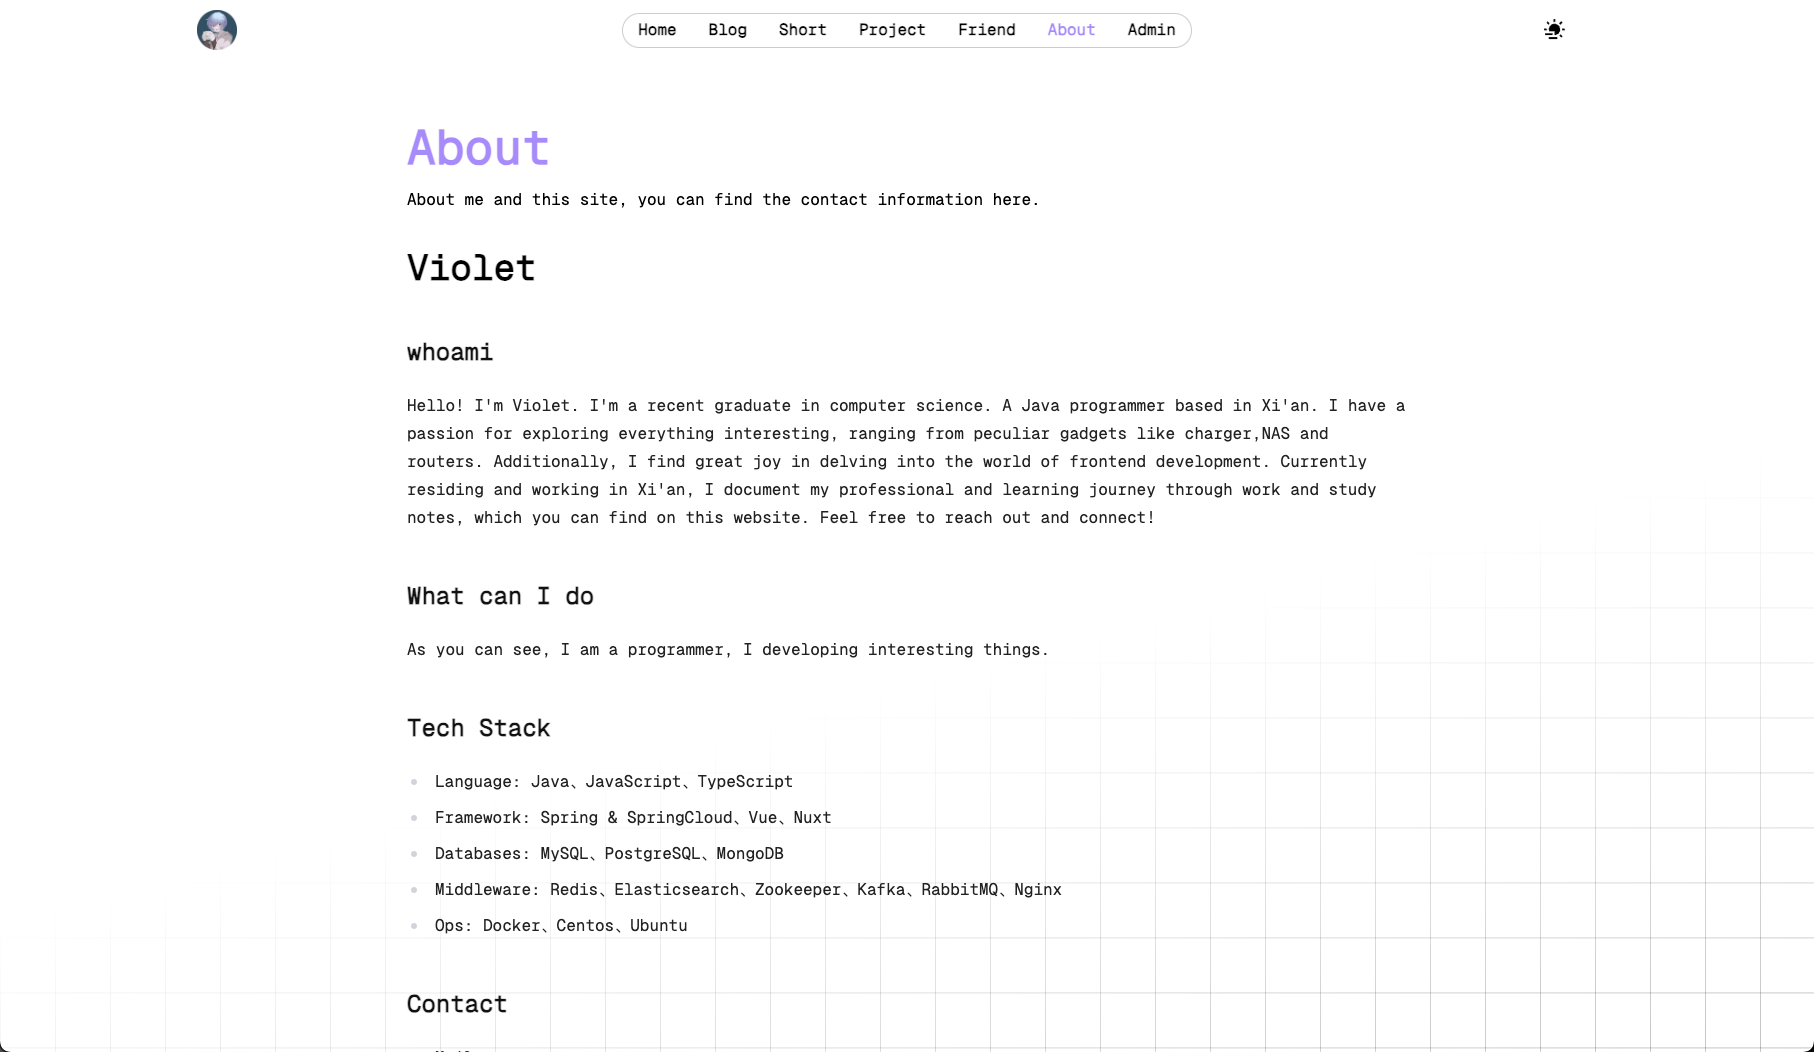 Home Blog Short Project Friend About Admin
About
About me and this site, you can find the contact information here.
Violet
whoami
Hello! I'm Violet. I'm a recent graduate in computer science. A Java programmer based in Xi'an. I have a
passion for exploring everything interesting, ranging from peculiar gadgets like charger,NAS and
routers. Additionally, I find great joy in delving into the world of frontend development. Currently
residing and working in Xi'an, I document my professional and learning journey through work and study
notes, which you can find on this website. Feel free to reach out and connect!
What can I do
As you can see, I am a programmer, I developing interesting things.
Tech Stack
Language: Java、JavaScript、TypeScript
Framework: Spring & SpringCloud、Vue、Nuxt
Databases: MySQL、PostgreSQL、MongoDB
Middleware: Redis、Elasticsearch、Zookeeper、Kafka、RabbitMQ、Nginx
Ops: Docker、Centos、Ubuntu
Contact